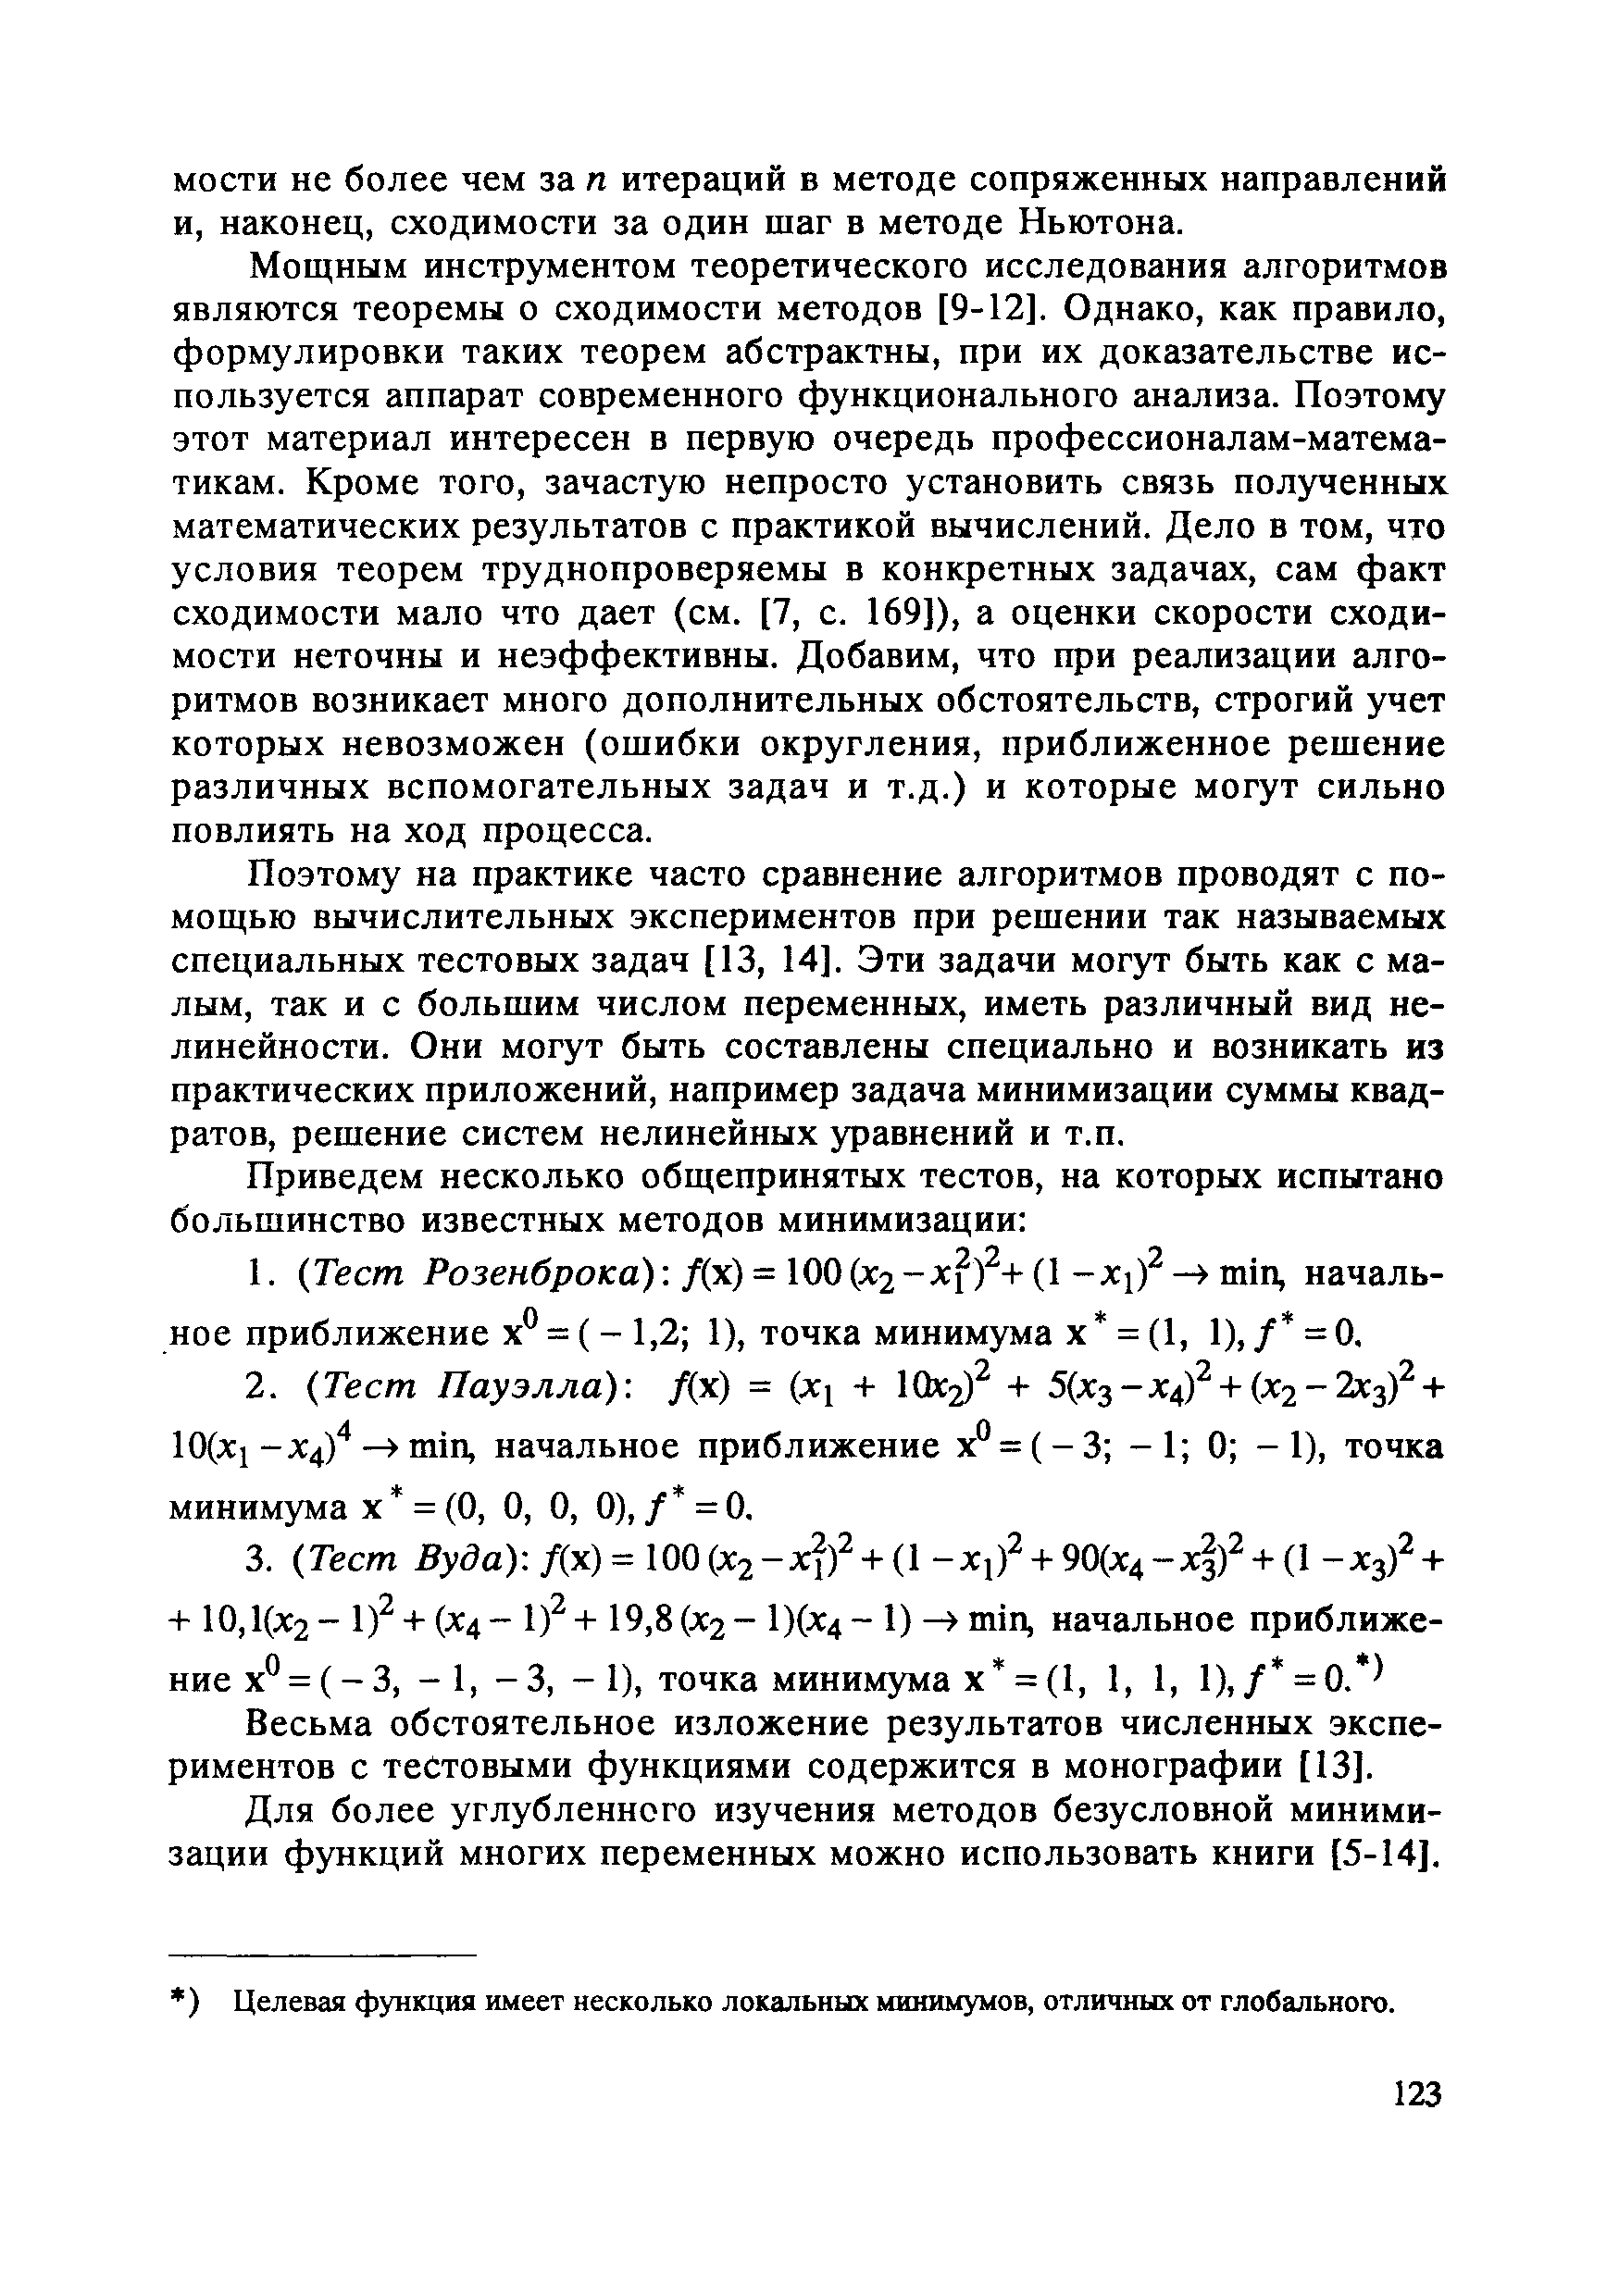 мости не более чем за n итераций в методе сопряженных направлений
и, наконец, сходимости за один шаг в методе Ньютона.
Мощным инструментом теоретического исследования алгоритмов
являются теоремы о сходимости методов [9-12]. Однако, как правило,
формулировки таких теорем абстрактны, при их доказательстве ис-
пользуется аппарат современного функционального анализа. Поэтому
этот материал интересен в первую очередь профессионалам-матема-
тикам. Кроме того, зачастую непросто установить связь полученных
математических результатов с практикой вычислений. Дело в том, что
условия теорем труднопроверяемы в конкретных задачах, сам факт
сходимости мало что дает (см. [7, с. 169]), а оценки скорости сходи-
мости неточны и неэффективны. Добавим, что при реализации алго-
ритмов возникает много дополнительных обстоятельств, строгий учет
которых невозможен (ошибки округления, приближенное решение
различных вспомогательных задач и т.д.) и которые могут сильно
повлиять на ход процесса.
Поэтому на практике часто сравнение алгоритмов проводят с по-
мощью вычислительных экспериментов при решении так называемых
специальных тестовых задач [13, 14]. Эти задачи могут быть как с ма-
лым, так и с большим числом переменных, иметь различный вид не-
линейности. Они могут быть составлены специально и возникать из
практических приложений, например задача минимизации суммы квад-
ратов, решение систем нелинейных уравнений и т.п.
Приведем несколько общепринятых тестов, на которых испытано
большинство известных методов минимизации:
1. (Тест Розенброка): f(x) = 100 (x₂ – x₁²)² + (1 – x₁)² → min, началь-
ное приближение x⁰ = ( – 1,2; 1), точка минимума x* = (1, 1), f* = 0.
2. (Тест Пауэлла): f(x) = (x₁ + 10x₂)² + 5(x₃ – x₄)² + (x₂ – 2x₃)² +
10(x₁ – x₄)⁴ → min, начальное приближение x⁰ = ( – 3; – 1; 0; – 1), точка
минимума x* = (0, 0, 0, 0), f* = 0.
3. (Тест Вуда): f(x) = 100 (x₂ – x₁²)² + (1 – x₁)² + 90(x₄ – x₃²)² + (1 – x₃)² +
+ 10,1(x₂ – 1)² + (x₄ – 1)² + 19,8 (x₂ – 1)(x₄ – 1) → min, начальное приближе-
ние x⁰ = ( – 3, – 1, – 3, – 1), точка минимума x* = (1, 1, 1, 1), f* = 0.*)
Весьма обстоятельное изложение результатов численных экспе-
риментов с тестовыми функциями содержится в монографии [13].
Для более углубленного изучения методов безусловной миними-
зации функций многих переменных можно использовать книги [5-14].
*) Целевая функция имеет несколько локальных минимумов, отличных от глобального.
123